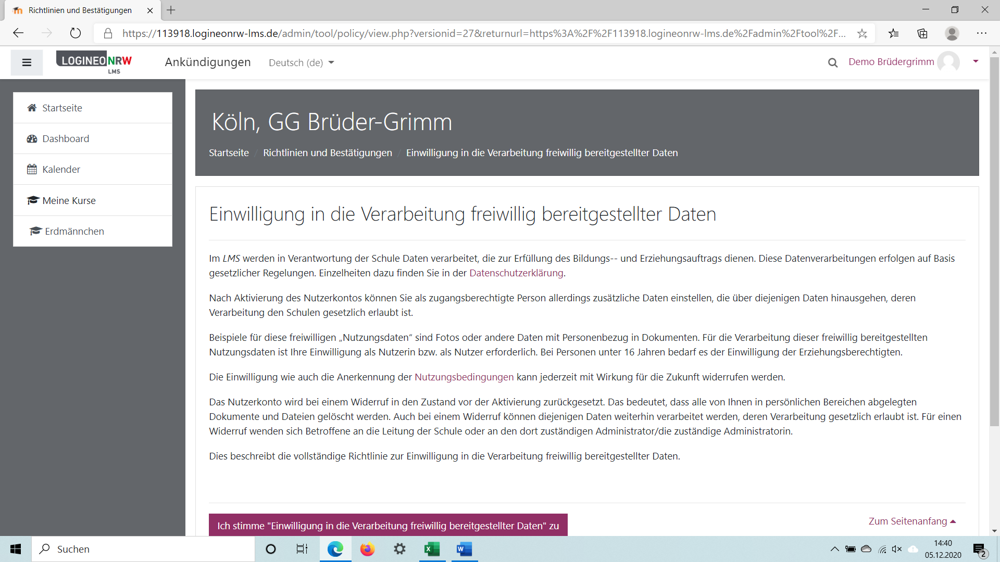 Richtlinien und Bestätigungen
https://113918.logineonrw-lms.de/admin/tool/policy/view.php?versionid=27&returnurl=https%3A%2F%2F113918.logineonrw-lms.de%2Fadmin%2Ftool%2F...
LOGINEO NRW
LMS
Ankündigungen
Deutsch (de)
Demo Brüdergrimm
Startseite
Dashboard
Kalender
Meine Kurse
Erdmännchen
Köln, GG Brüder-Grimm
Startseite / Richtlinien und Bestätigungen / Einwilligung in die Verarbeitung freiwillig bereitgestellter Daten
Einwilligung in die Verarbeitung freiwillig bereitgestellter Daten
Im LMS werden in Verantwortung der Schule Daten verarbeitet, die zur Erfüllung des Bildungs-- und Erziehungsauftrags dienen. Diese Datenverarbeitungen erfolgen auf Basis
gesetzlicher Regelungen. Einzelheiten dazu finden Sie in der Datenschutzerklärung.
Nach Aktivierung des Nutzerkontos können Sie als zugangsberechtigte Person allerdings zusätzliche Daten einstellen, die über diejenigen Daten hinausgehen, deren
Verarbeitung den Schulen gesetzlich erlaubt ist.
Beispiele für diese freiwilligen „Nutzungsdaten“ sind Fotos oder andere Daten mit Personenbezug in Dokumenten. Für die Verarbeitung dieser freiwillig bereitgestellten
Nutzungsdaten ist Ihre Einwilligung als Nutzerin bzw. als Nutzer erforderlich. Bei Personen unter 16 Jahren bedarf es der Einwilligung der Erziehungsberechtigten.
Die Einwilligung wie auch die Anerkennung der Nutzungsbedingungen kann jederzeit mit Wirkung für die Zukunft widerrufen werden.
Das Nutzerkonto wird bei einem Widerruf in den Zustand vor der Aktivierung zurückgesetzt. Das bedeutet, dass alle von Ihnen in persönlichen Bereichen abgelegten
Dokumente und Dateien gelöscht werden. Auch bei einem Widerruf können diejenigen Daten weiterhin verarbeitet werden, deren Verarbeitung gesetzlich erlaubt ist. Für einen
Widerruf wenden sich Betroffene an die Leitung der Schule oder an den dort zuständigen Administrator/die zuständige Administratorin.
Dies beschreibt die vollständige Richtlinie zur Einwilligung in die Verarbeitung freiwillig bereitgestellter Daten.
Ich stimme "Einwilligung in die Verarbeitung freiwillig bereitgestellter Daten" zu
Zum Seitenanfang
Suchen
14:40
05.12.2020
2